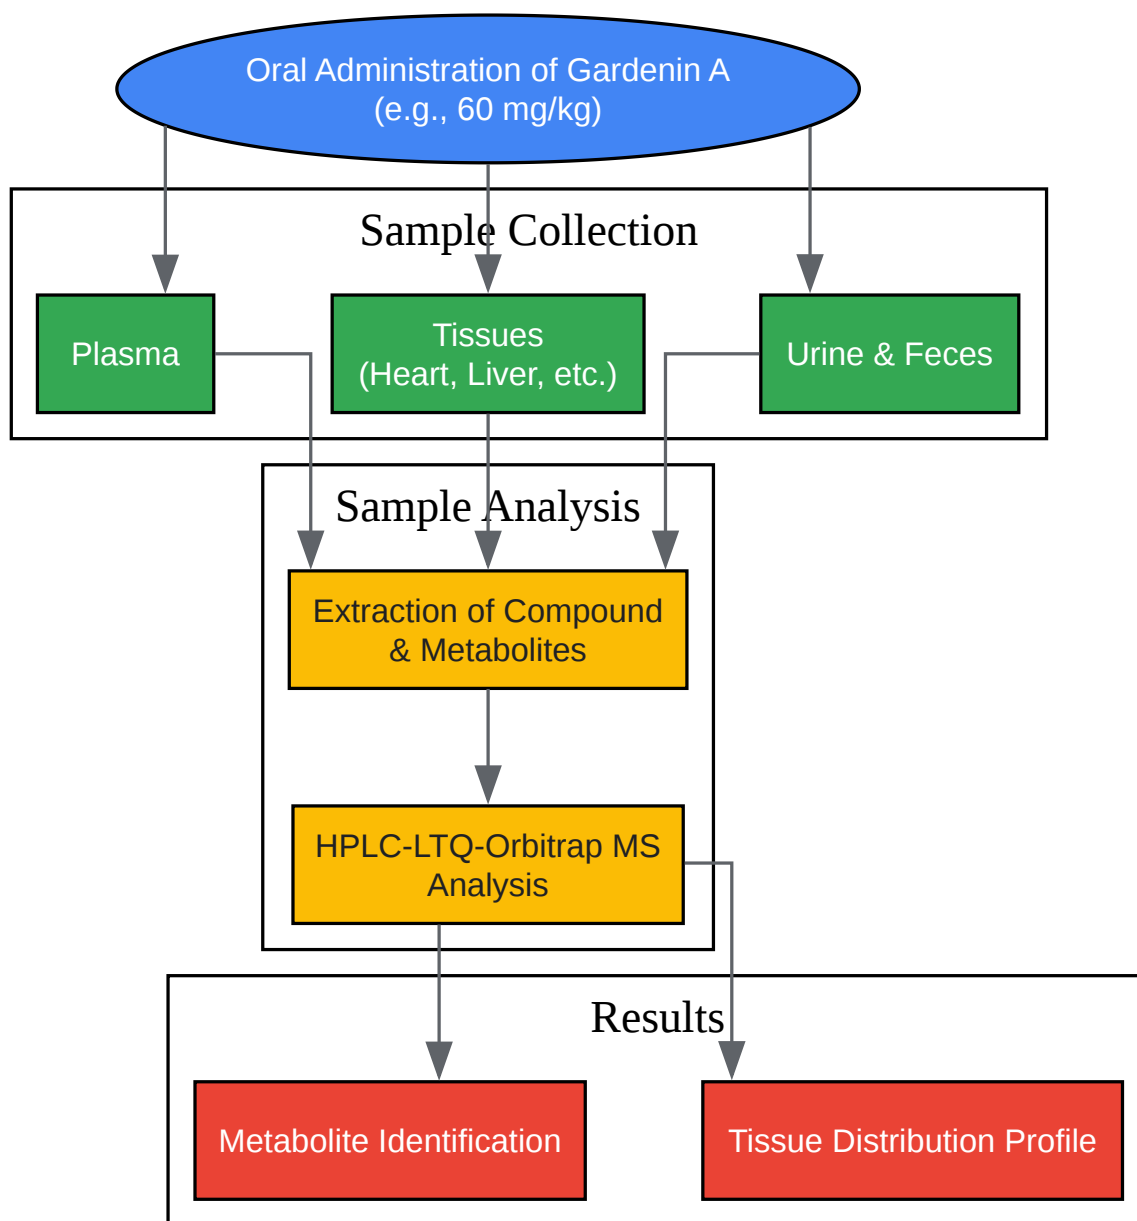 Oral Administration of Gardenin A
(e.g., 60 mg/kg)
Sample Collection
Plasma
Tissues
(Heart, Liver, etc.)
Urine & Feces
Sample Analysis
Extraction of Compound
& Metabolites
HPLC-LTQ-Orbitrap MS
Analysis
Results
Metabolite Identification
Tissue Distribution Profile